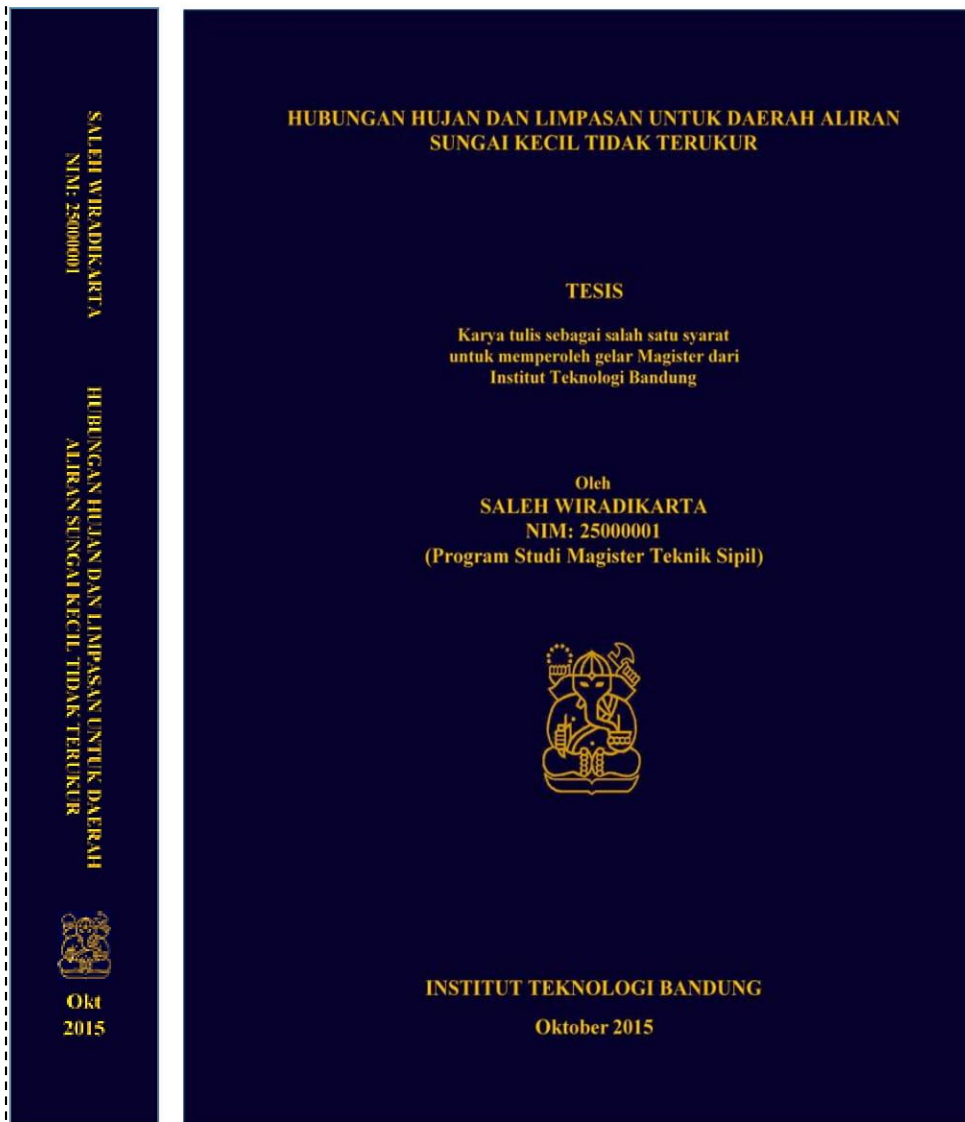 SALEH WIRADIKARTA
NIM: 25000001
HUBUNGAN HUJAN DAN LIMPASAN UNTUK DAERAH
ALIRAN SUNGAI KECIL TIDAK TERUKUR
Okt
2015
HUBUNGAN HUJAN DAN LIMPASAN UNTUK DAERAH ALIRAN
SUNGAI KECIL TIDAK TERUKUR
TESIS
Karya tulis sebagai salah satu syarat
untuk memperoleh gelar Magister dari
Institut Teknologi Bandung
Oleh
SALEH WIRADIKARTA
NIM: 25000001
(Program Studi Magister Teknik Sipil)
INSTITUT TEKNOLOGI BANDUNG
Oktober 2015